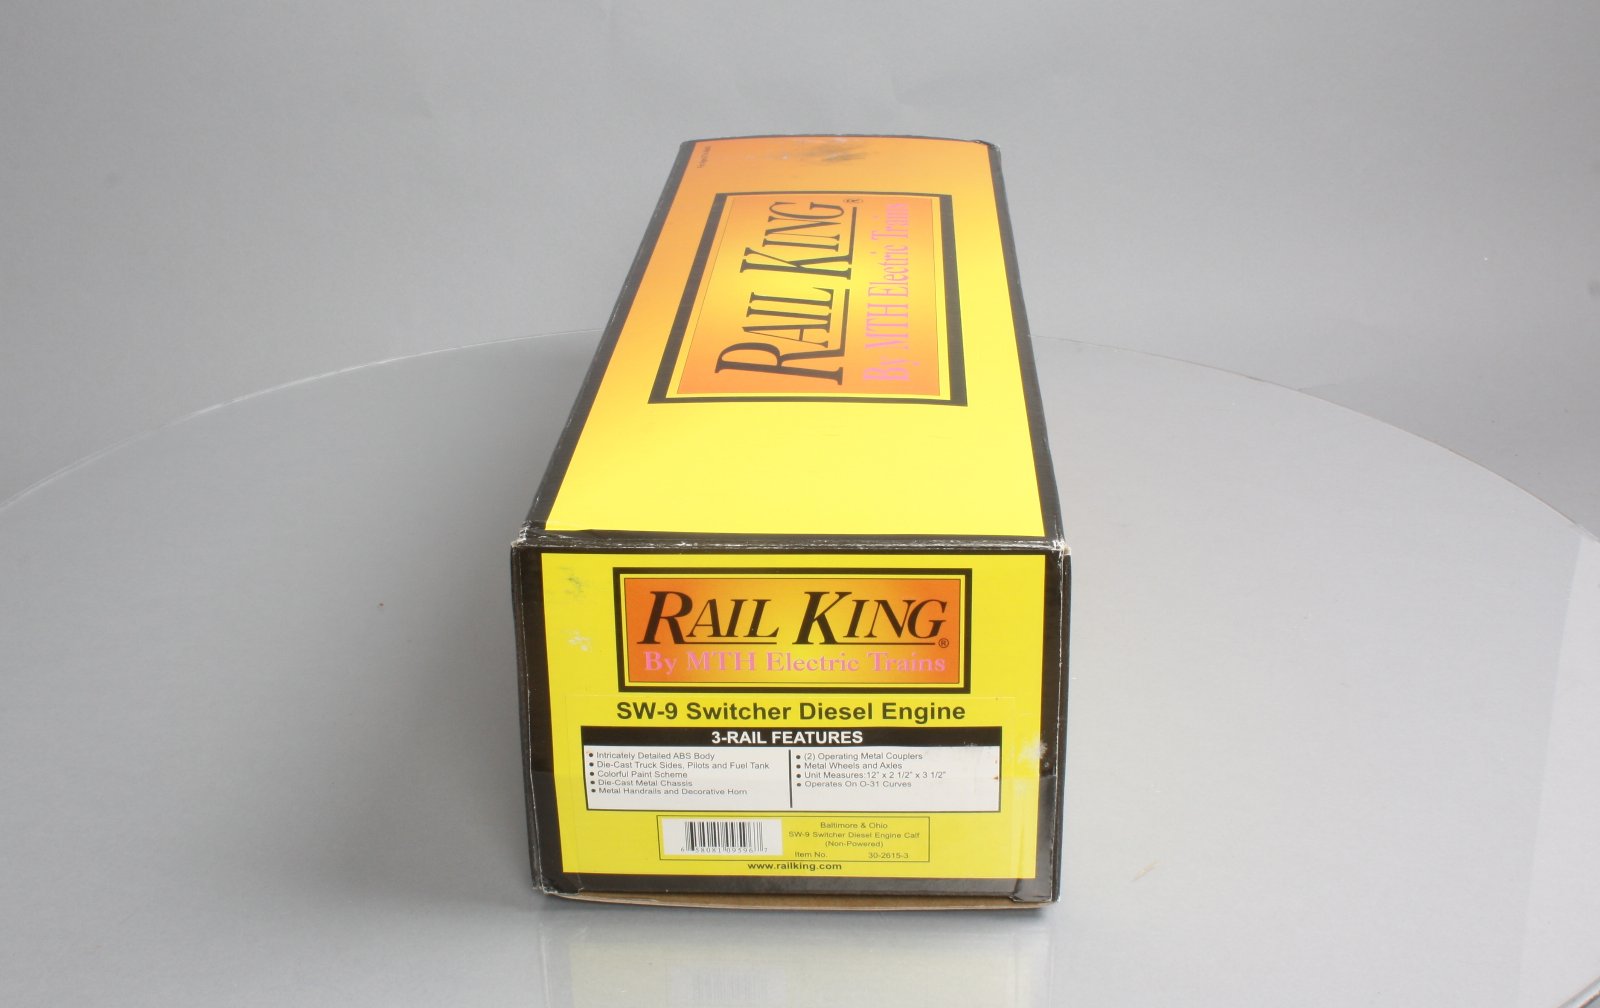 RAIL KING®
By MTH Electric Trains
RAIL KING®
By MTH Electric Trains
SW-9 Switcher Diesel Engine
3-RAIL FEATURES
• Intricately Detailed ABS Body
• Die-Cast Truck Sides, Pilots and Fuel Tank
• Colorful Paint Scheme
• Die-Cast Metal Chassis
• Metal Handrails and Decorative Horn
• (2) Operating Metal Couplers
• Metal Wheels and Axles
• Unit Measures:12" x 2 1/2" x 3 1/2"
• Operates On O-31 Curves
6 58081 09596 7
Baltimore & Ohio
SW-9 Switcher Diesel Engine Calf
(Non-Powered)
Item No. 30-2615-3
www.railking.com